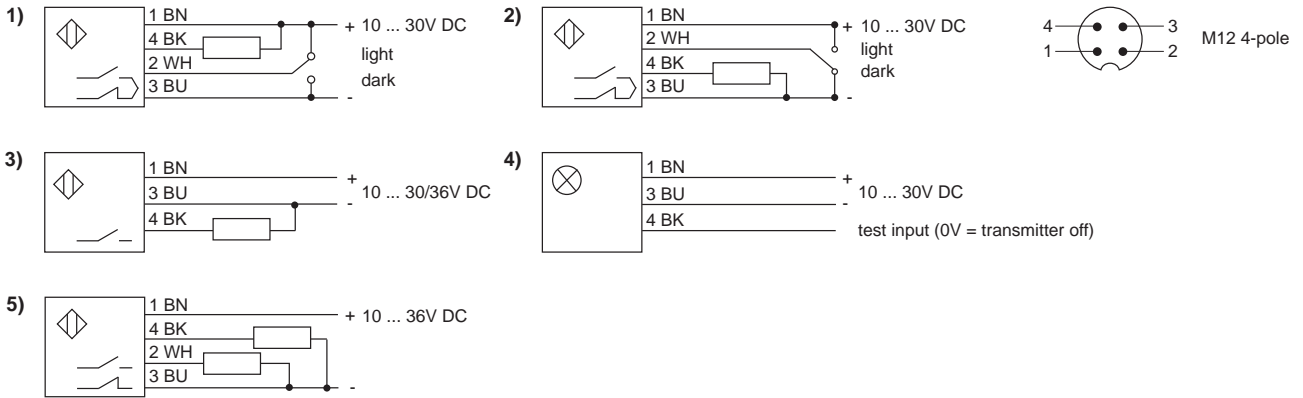 1)
1 BN
4 BK
2 WH
3 BU
+ 10 ... 30V DC
light
dark
-
2)
1 BN
2 WH
4 BK
3 BU
+ 10 ... 30V DC
light
dark
-
4 3
1 2
M12 4-pole
3)
1 BN
3 BU
4 BK
+
10 ... 30/36V DC
-
4)
1 BN
3 BU
4 BK
+
10 ... 30V DC
-
test input (0V = transmitter off)
5)
1 BN
4 BK
2 WH
3 BU
+ 10 ... 36V DC
-